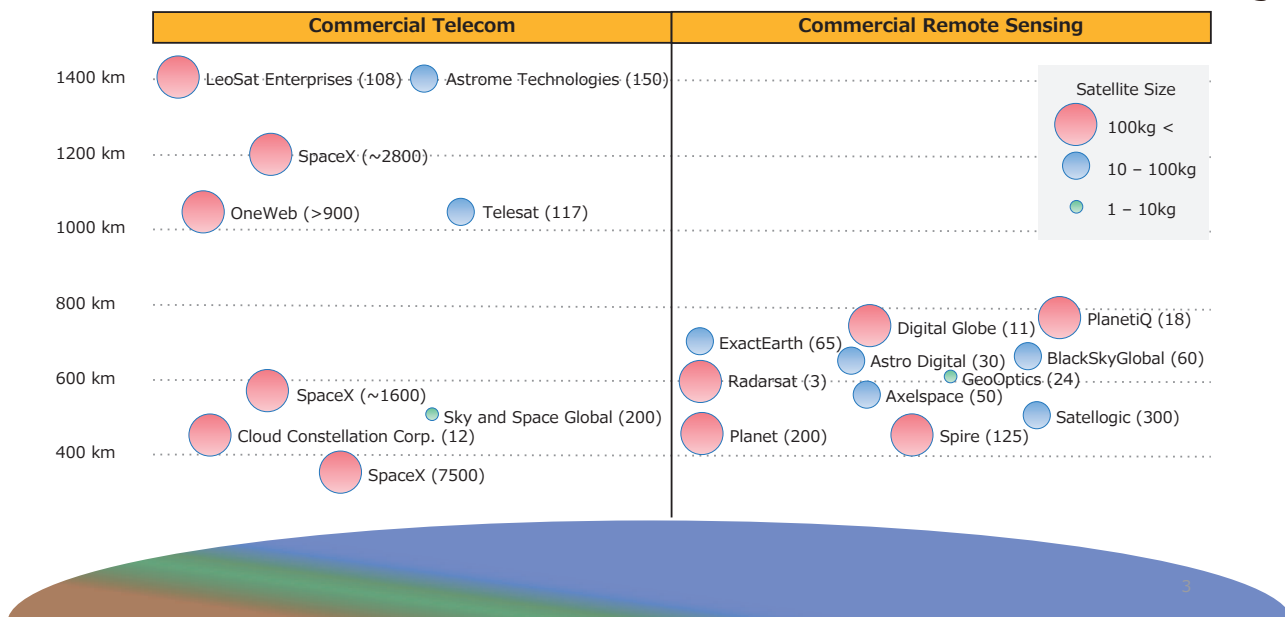 Commercial Telecom
Commercial Remote Sensing
1400 km
LeoSat Enterprises (108)
Astrome Technologies (150)
Satellite Size
100kg <
10 – 100kg
1 – 10kg
1200 km
SpaceX (~2800)
OneWeb (>900)
Telesat (117)
1000 km
800 km
PlanetiQ (18)
Digital Globe (11)
ExactEarth (65)
Astro Digital (30)
BlackSkyGlobal (60)
600 km
Radarsat (3)
GeoOptics (24)
SpaceX (~1600)
Axelspace (50)
Sky and Space Global (200)
Satellogic (300)
Cloud Constellation Corp. (12)
Planet (200)
Spire (125)
400 km
SpaceX (7500)
3